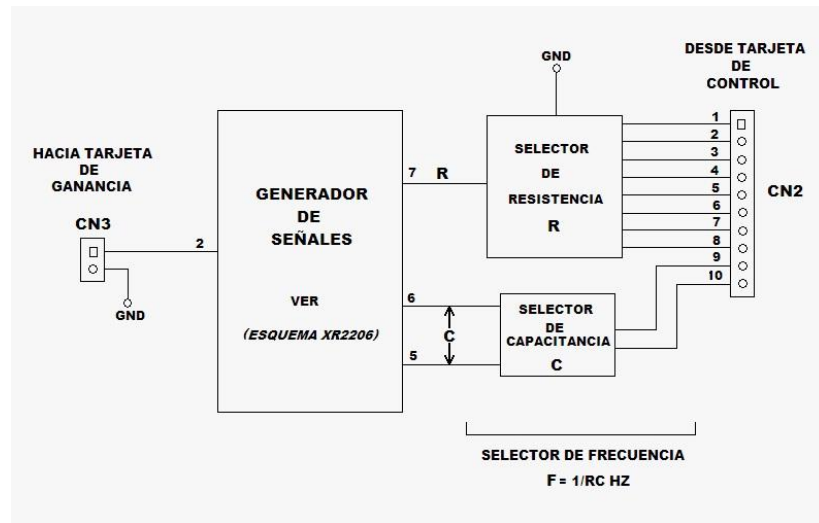 HACIA TARJETA
DE
GANANCIA
CN3
GND
2
GENERADOR
DE
SEÑALES
VER
(ESQUEMA XR2206)
7 R
6
C
5
GND
SELECTOR
DE
RESISTENCIA
R
SELECTOR
DE
CAPACITANCIA
C
DESDE TARJETA
DE
CONTROL
1
2
3
4
5
6
7
8
9
10
CN2
SELECTOR DE FRECUENCIA
F = 1/RC HZ